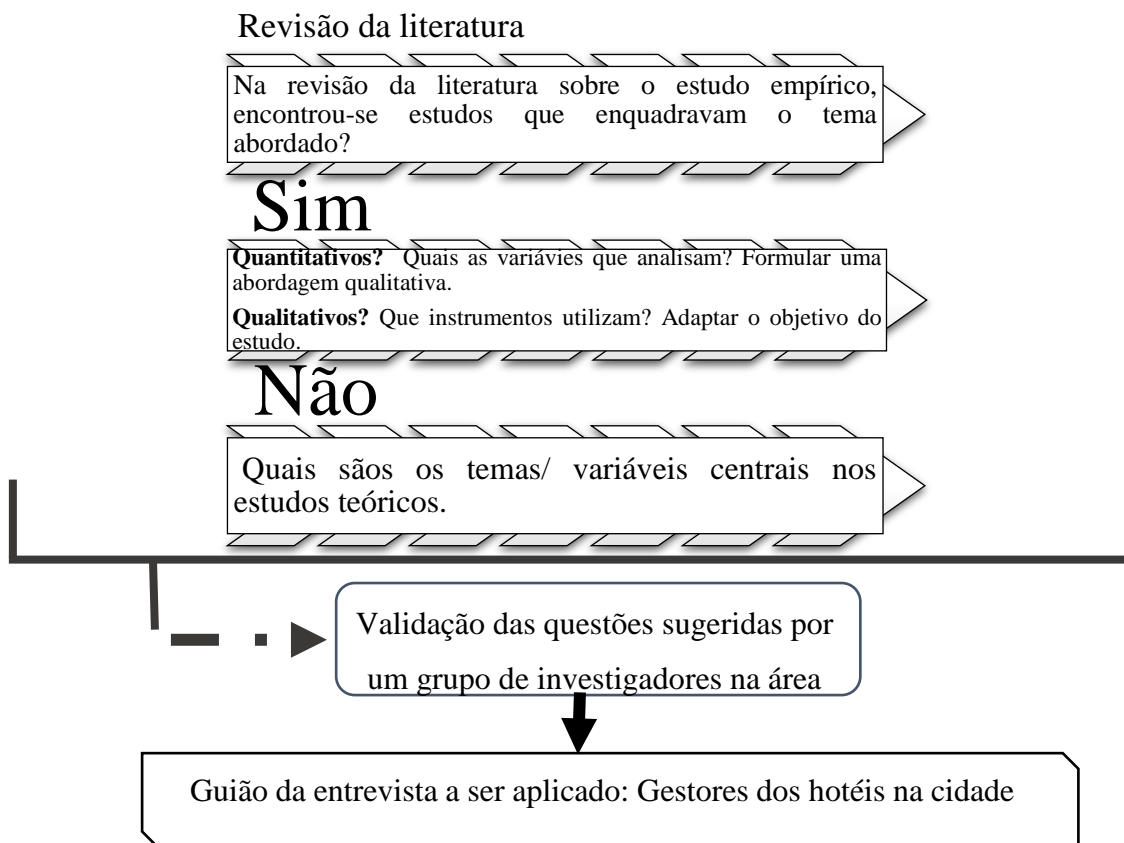 Revisão da literatura
Na revisão da literatura sobre o estudo empírico,
encontrou-se estudos que enquadravam o tema
abordado?
Sim
Quantitativos? Quais as variávies que analisam? Formular uma
abordagem qualitativa.
Qualitativos? Que instrumentos utilizam? Adaptar o objetivo do
estudo.
Não
Quais sãos os temas/ variáveis centrais nos
estudos teóricos.
Validação das questões sugeridas por
um grupo de investigadores na área
Guião da entrevista a ser aplicado: Gestores dos hotéis na cidade